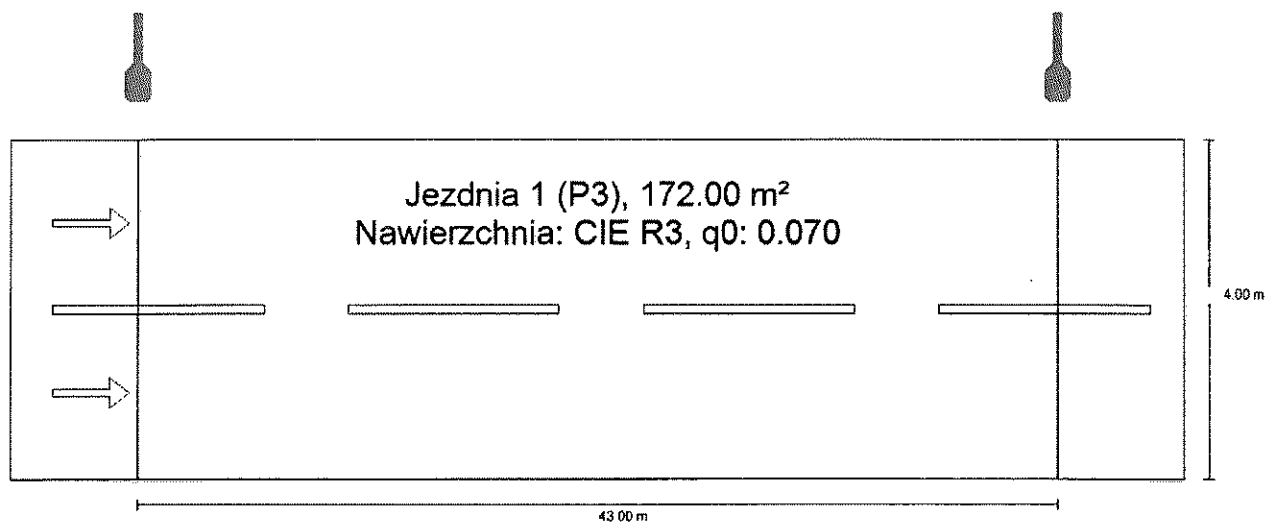 Jezdnia 1 (P3), 172.00 m²
Nawierzchnia: CIE R3, q0: 0.070
4.00 m
43.00 m